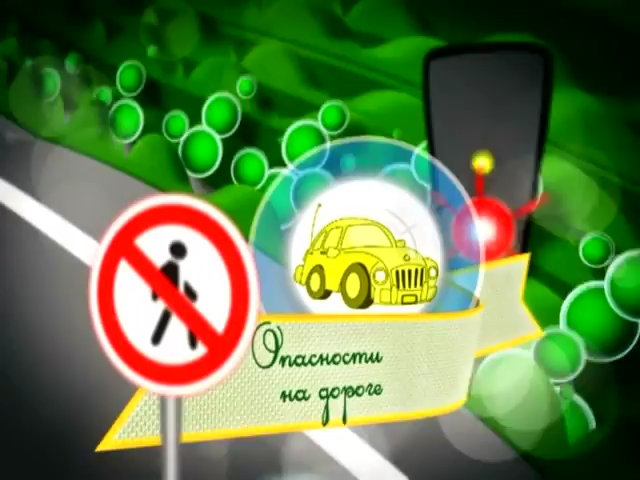 Опасности
на дороге